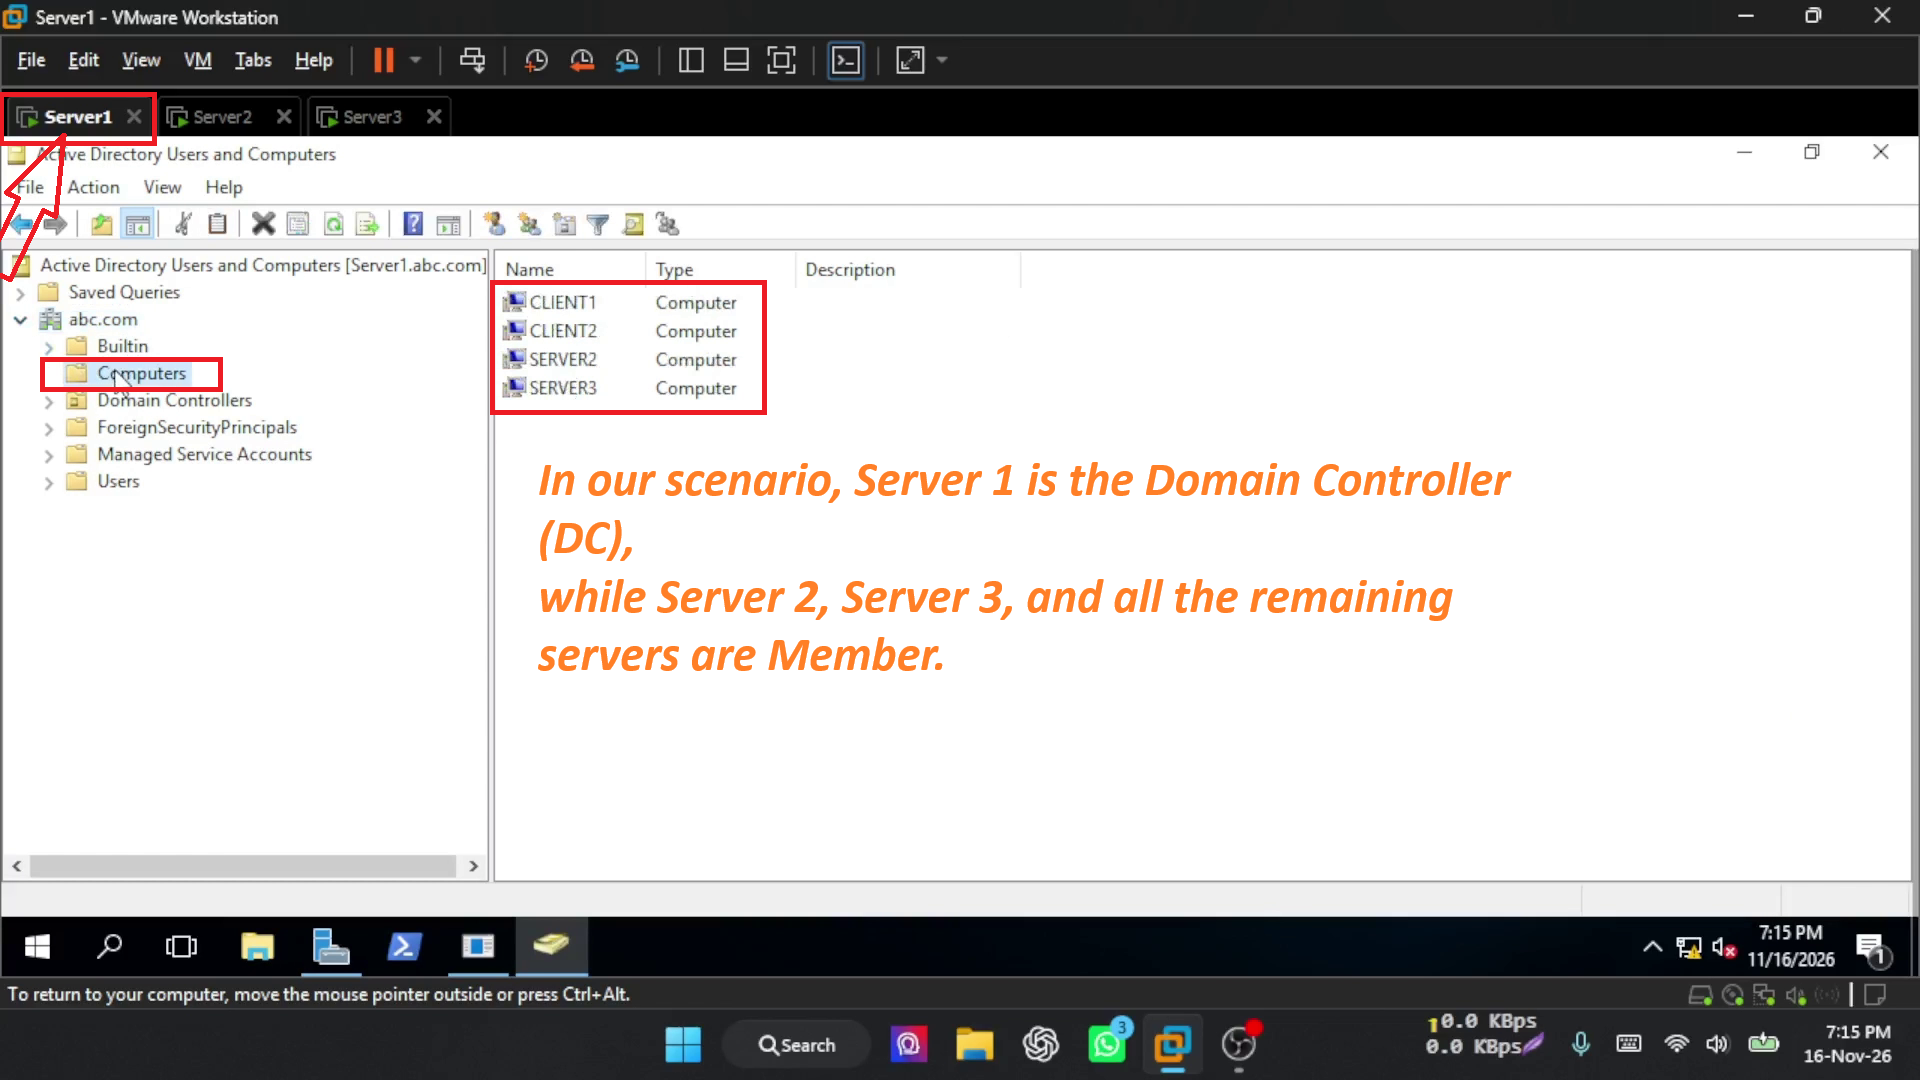 Server1 - VMware Workstation
File Edit View VM Tabs Help
Server1 Server2 Server3
Active Directory Users and Computers
File Action View Help
Active Directory Users and Computers [Server1.abc.com]
Saved Queries
abc.com
Builtin
Computers
Domain Controllers
ForeignSecurityPrincipals
Managed Service Accounts
Users
Name Type Description
CLIENT1 Computer
CLIENT2 Computer
SERVER2 Computer
SERVER3 Computer
In our scenario, Server 1 is the Domain Controller
(DC),
while Server 2, Server 3, and all the remaining
servers are Member.
7:15 PM
11/16/2026
1
To return to your computer, move the mouse pointer outside or press Ctrl+Alt.
Search
3
0.0 KBps
0.0 KBps
7:15 PM
16-Nov-26